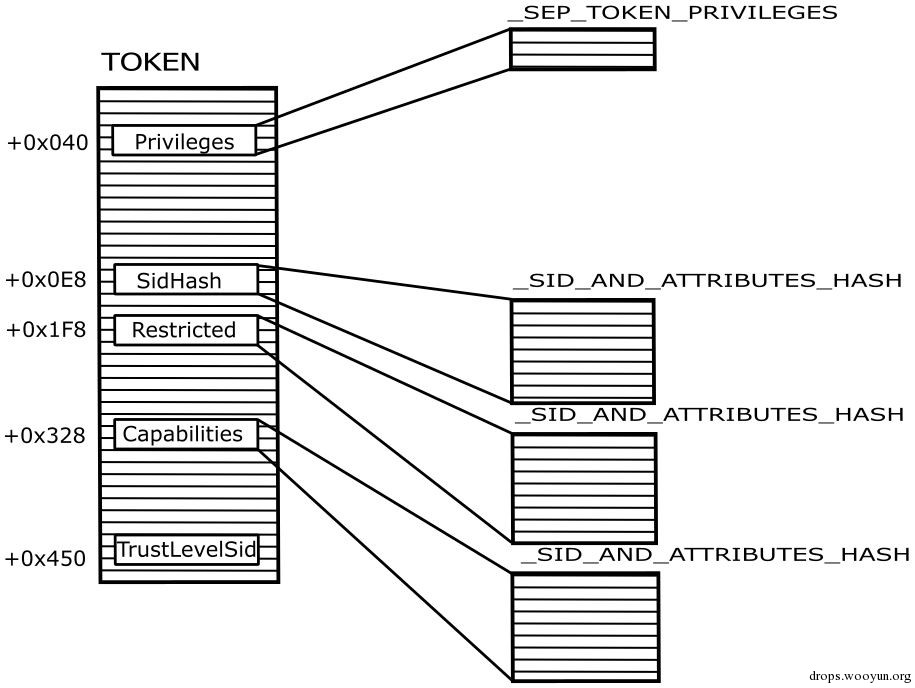 _SEP_TOKEN_PRIVILEGES
TOKEN
+0x040
Privileges
+0x0E8
SidHash
_SID_AND_ATTRIBUTES_HASH
+0x1F8
Restricted
_SID_AND_ATTRIBUTES_HASH
+0x328
Capabilities
+0x450
TrustLevelSid
_SID_AND_ATTRIBUTES_HASH
drops.wooyun.org